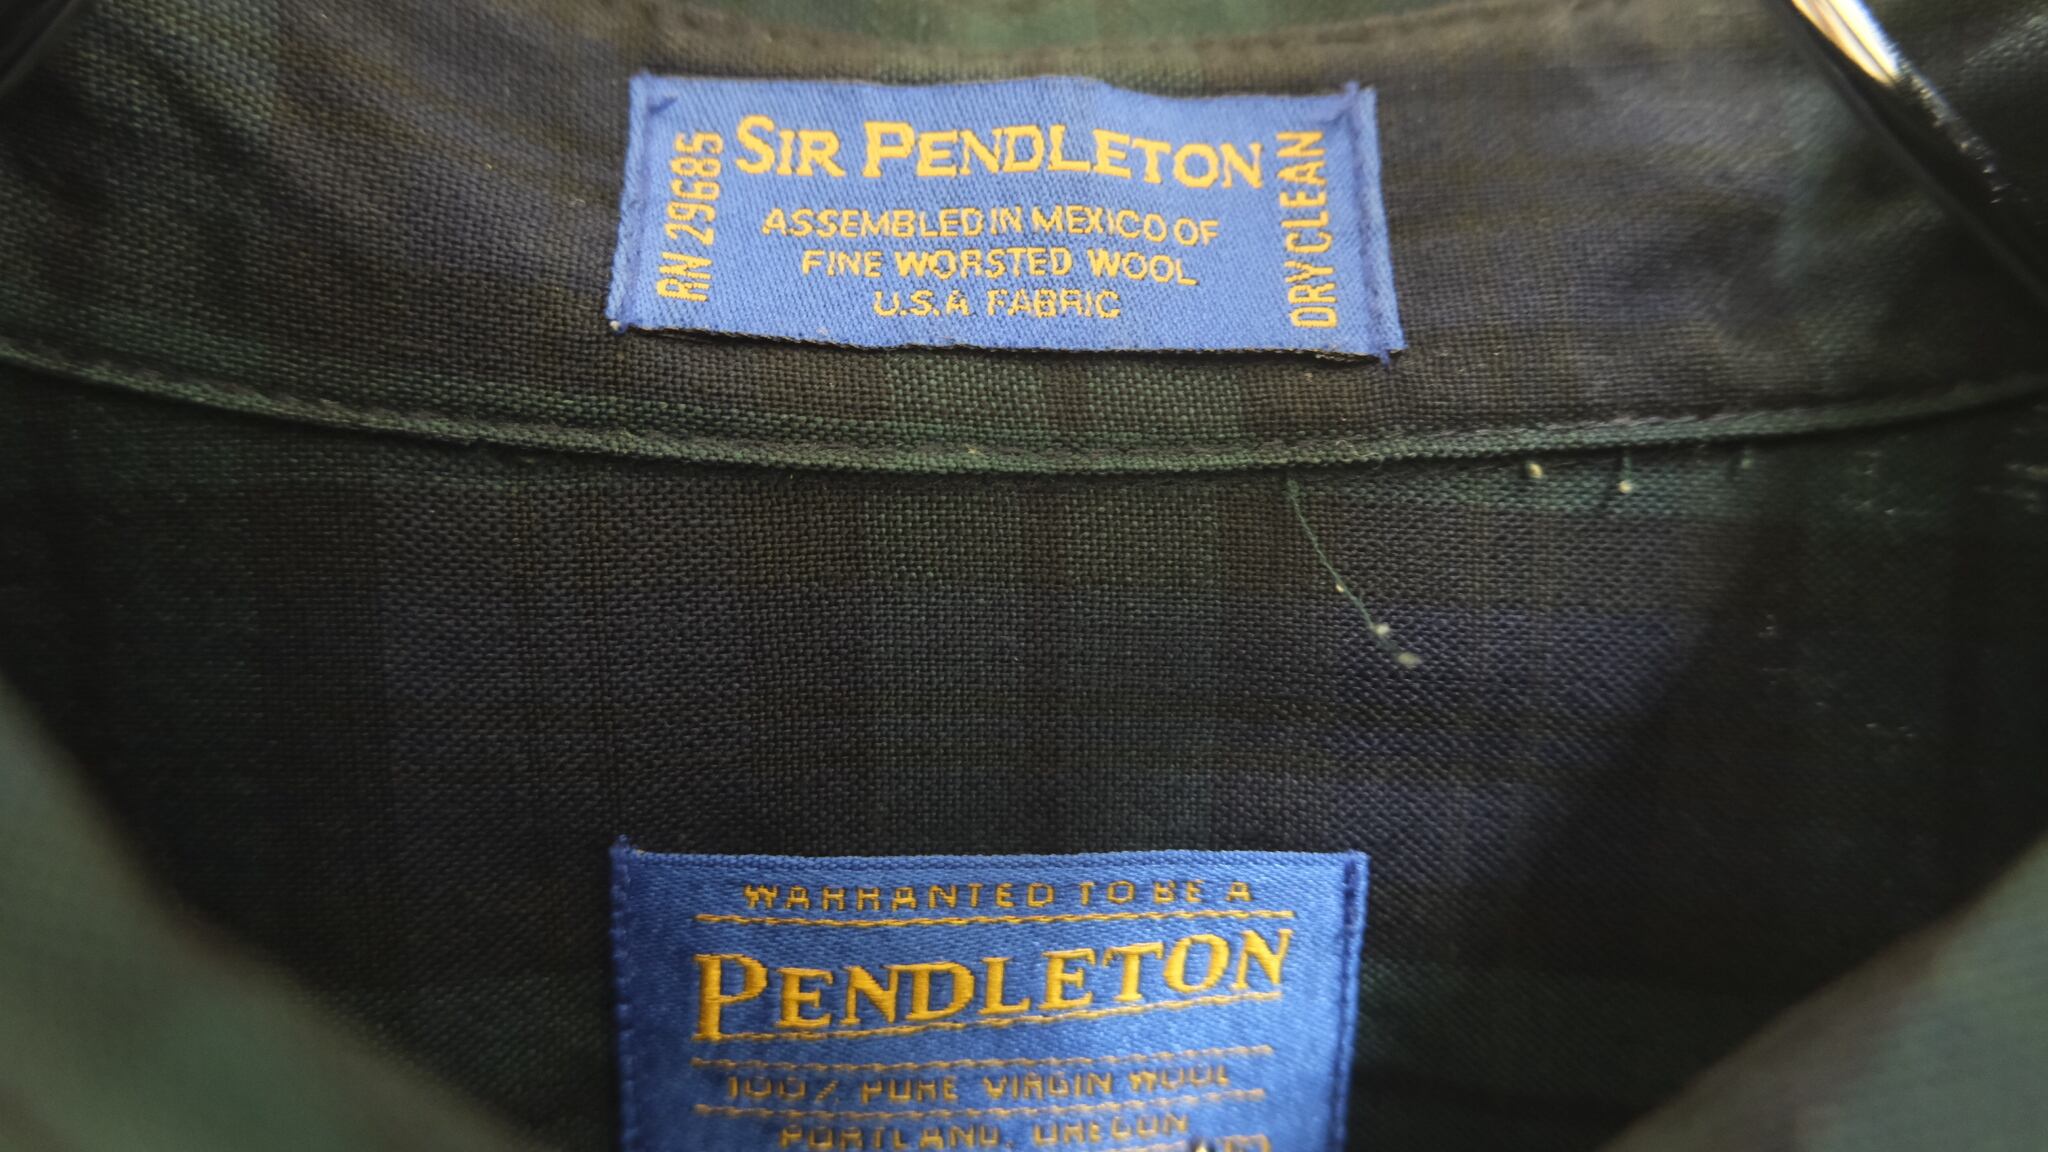 RN 29685
SIR PENDLETON
ASSEMBLED IN MEXICO OF
FINE WORSTED WOOL
U.S.A FABRIC
DRY CLEAN
WARRANTED TO BE A
PENDLETON
100% PURE VIRGIN WOOL
PORTLAND, OREGON